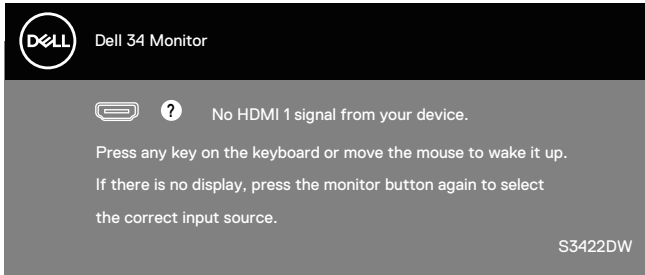 DELL
Dell 34 Monitor
? No HDMI 1 signal from your device.
Press any key on the keyboard or move the mouse to wake it up.
If there is no display, press the monitor button again to select
the correct input source.
S3422DW